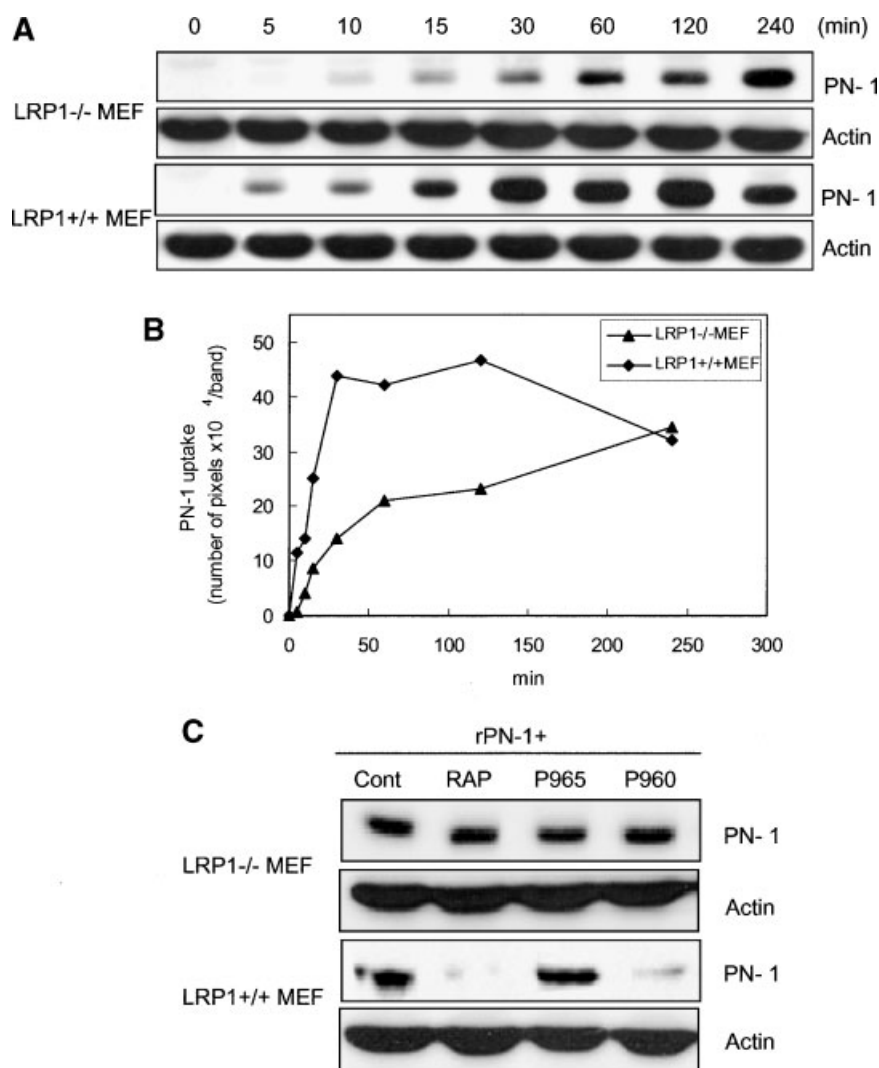 A
0 5 10 15 30 60 120 240 (min)
PN- 1
LRP1-/- MEF
Actin
PN- 1
LRP1+/+ MEF
Actin
B
PN-1 uptake
(number of pixels x10 4/band)
50
40
30
20
10
0
0 50 100 150 200 250 300
min
LRP1-/-MEF
LRP1+/+MEF
C
rPN-1+
Cont RAP P965 P960
PN- 1
LRP1-/- MEF
Actin
PN- 1
LRP1+/+ MEF
Actin